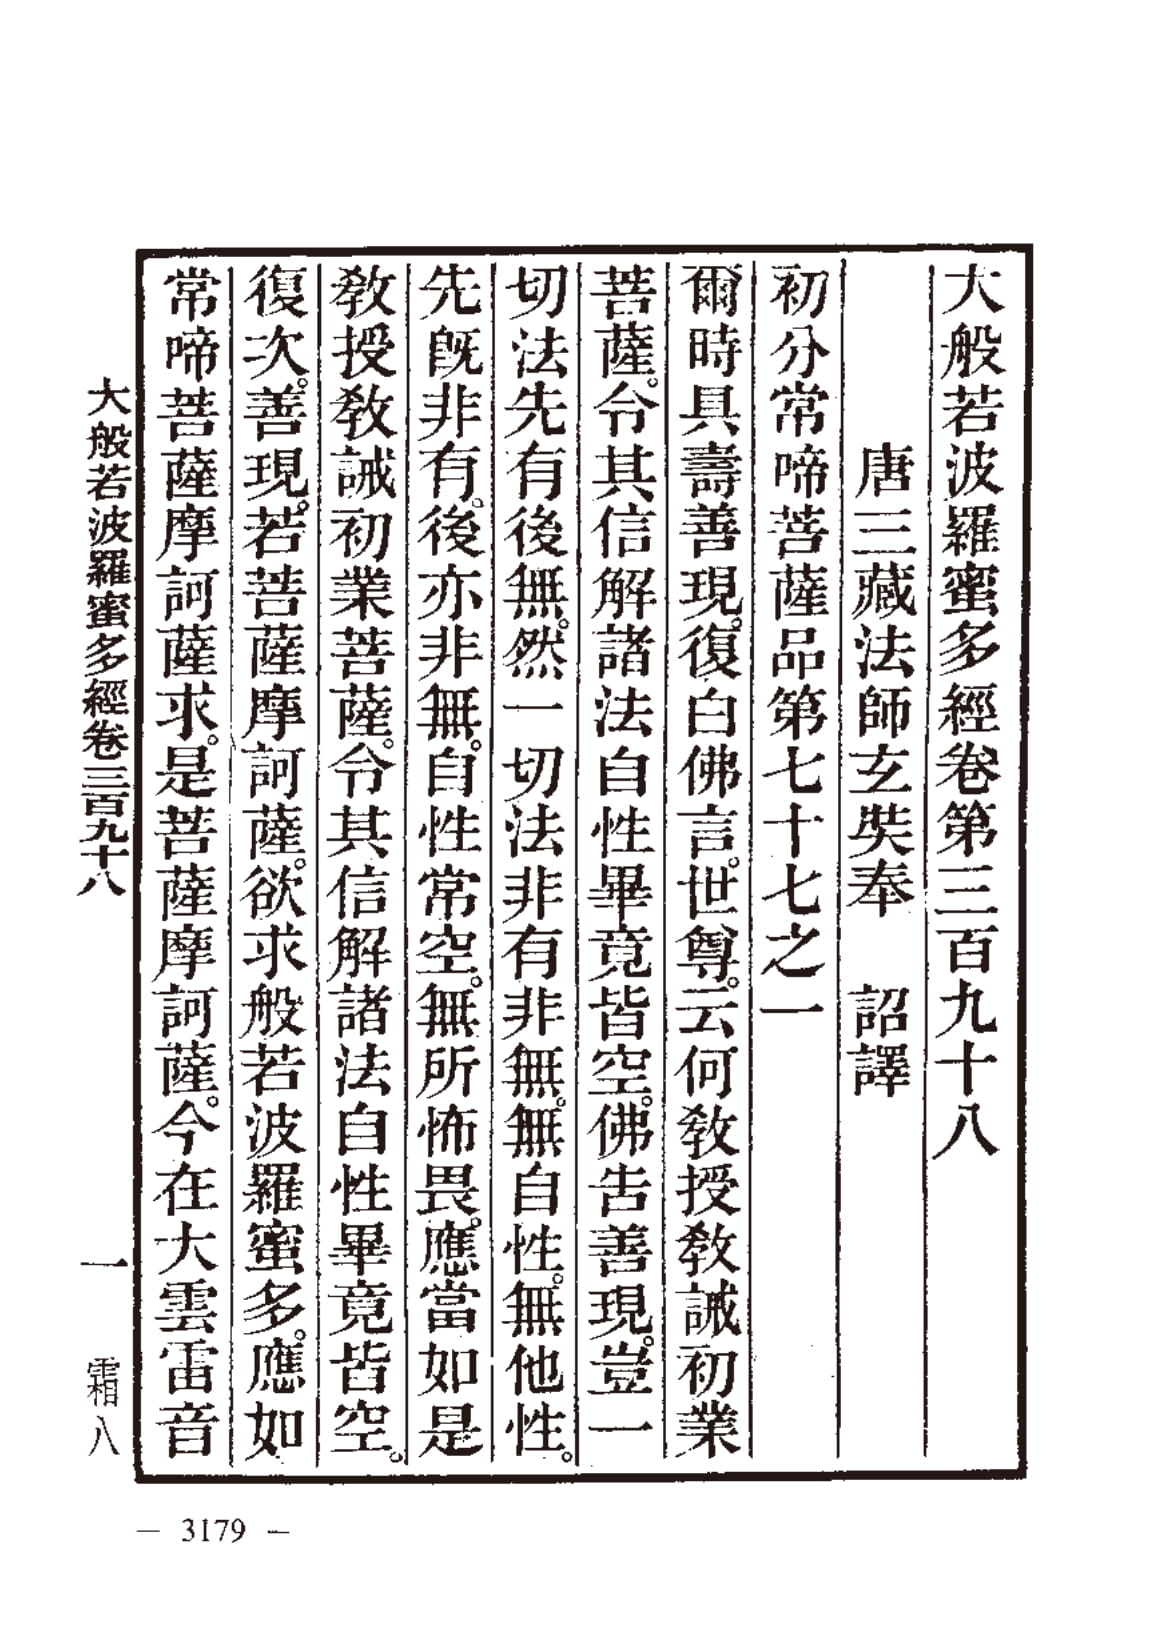 大般若波羅蜜多經卷第三百九十八
唐三藏法師玄奘奉　詔譯
初分常啼菩薩品第七十七之一
爾時具壽善現。復白佛言。世尊。云何教授教誡初業
菩薩。令其信解諸法自性畢竟皆空。佛告善現。豈一
切法先有後無。然一切法非有非無。無自性。無他性。
先旣非有。後亦非無。自性常空。無所怖畏。應當如是
教授教誡初業菩薩。令其信解諸法自性畢竟皆空。
復次。善現。若菩薩摩訶薩。欲求般若波羅蜜多。應如
常啼菩薩摩訶薩求。是菩薩摩訶薩。今在大雲雷音
大般若波羅蜜多經卷三百九十八
一
霜八
— 3179 —